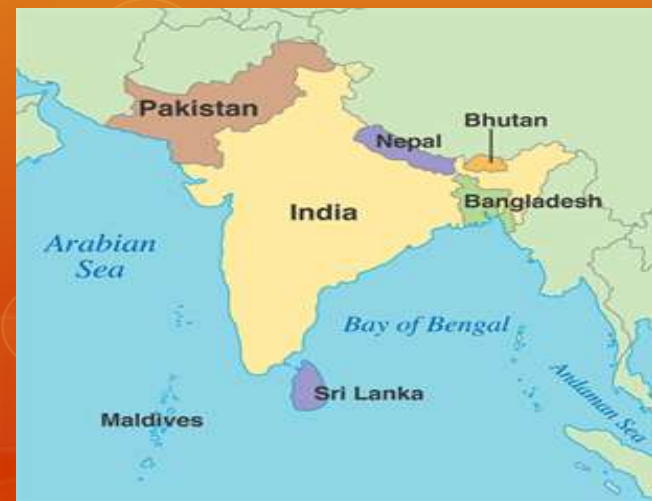 Pakistan
Bhutan
Nepal
Bangladesh
India
Arabian
Sea
Bay of Bengal
Andaman Sea
Sri Lanka
Maldives